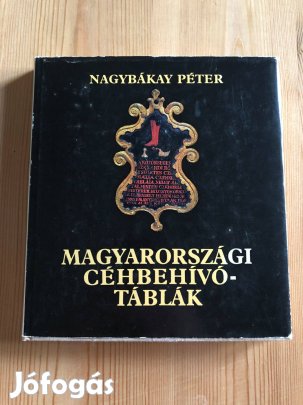 NAGYBÁKAY PÉTER
MAGYARORSZÁGI
CÉHBEHÍVÓ-
TÁBLÁK
Jófogás